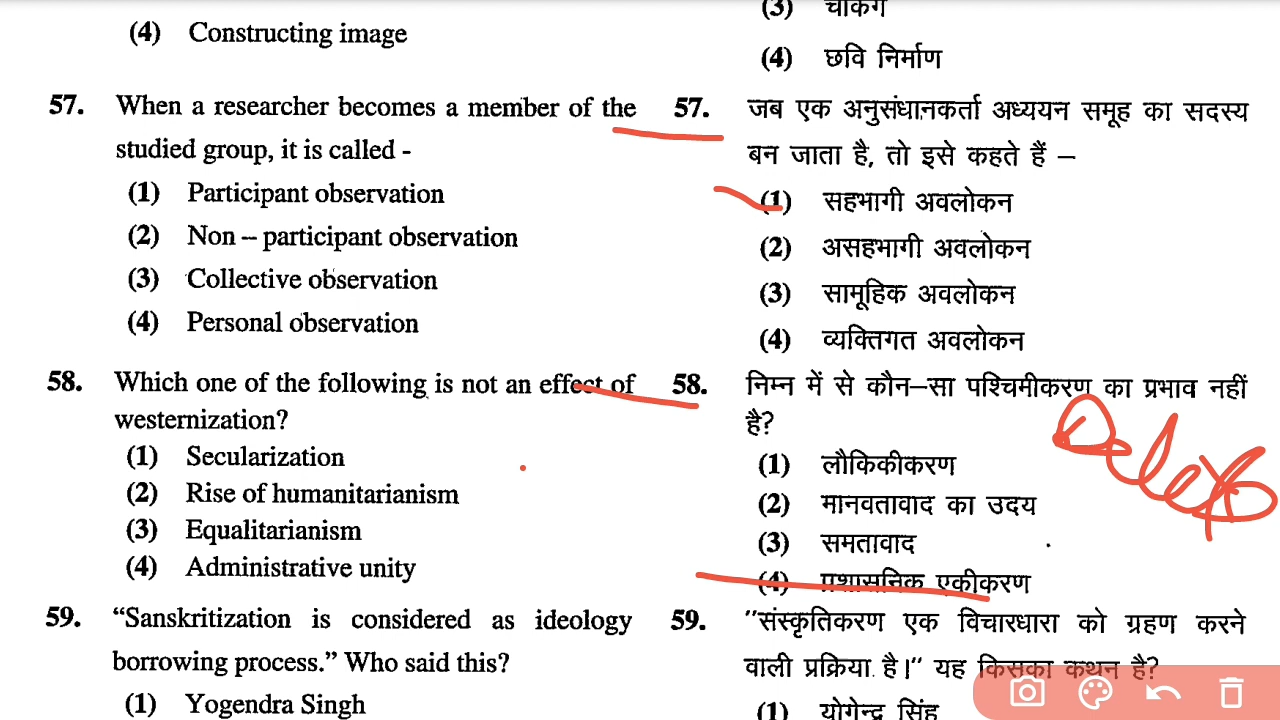 (4) Constructing image
57. When a researcher becomes a member of the
studied group, it is called -
(1) Participant observation
(2) Non – participant observation
(3) Collective observation
(4) Personal observation
58. Which one of the following is not an effect of
westernization?
(1) Secularization
(2) Rise of humanitarianism
(3) Equalitarianism
(4) Administrative unity
59. “Sanskritization is considered as ideology
borrowing process.” Who said this?
(1) Yogendra Singh
(3)
(4) छवि निर्माण
57. जब एक अनुसंधानकर्ता अध्ययन समूह का सदस्य
बन जाता है, तो इसे कहते हैं –
(1) सहभागी अवलोकन
(2) असहभागी अवलोकन
(3) सामूहिक अवलोकन
(4) व्यक्तिगत अवलोकन
58. निम्न में से कौन–सा पश्चिमीकरण का प्रभाव नहीं
है?
(1) लौकिकीकरण
(2) मानवतावाद का उदय
(3) समतावाद
(4) प्रशासनिक एकीकरण
59. ”संस्कृतिकरण एक विचारधारा को ग्रहण करने
वाली प्रक्रिया है।“ यह किसका कथन है?
(1) योगेन्द्र सिंह